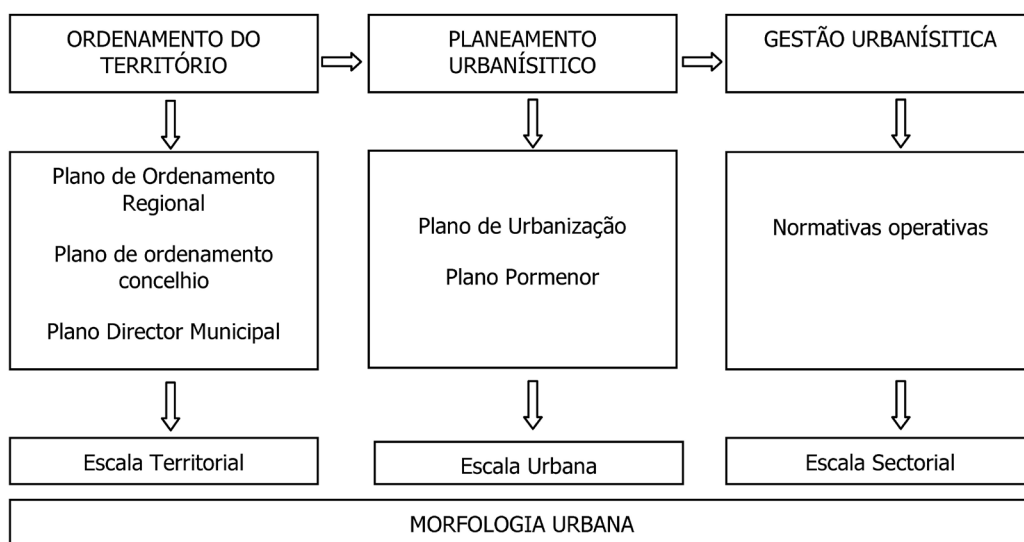 ORDENAMENTO DO
TERRITÓRIO
PLANEAMENTO
URBANÍSITICO
GESTÃO URBANÍSITICA
Plano de Ordenamento
Regional
Plano de ordenamento
concelhio
Plano Director Municipal
Plano de Urbanização
Plano Pormenor
Normativas operativas
Escala Territorial
Escala Urbana
Escala Sectorial
MORFOLOGIA URBANA